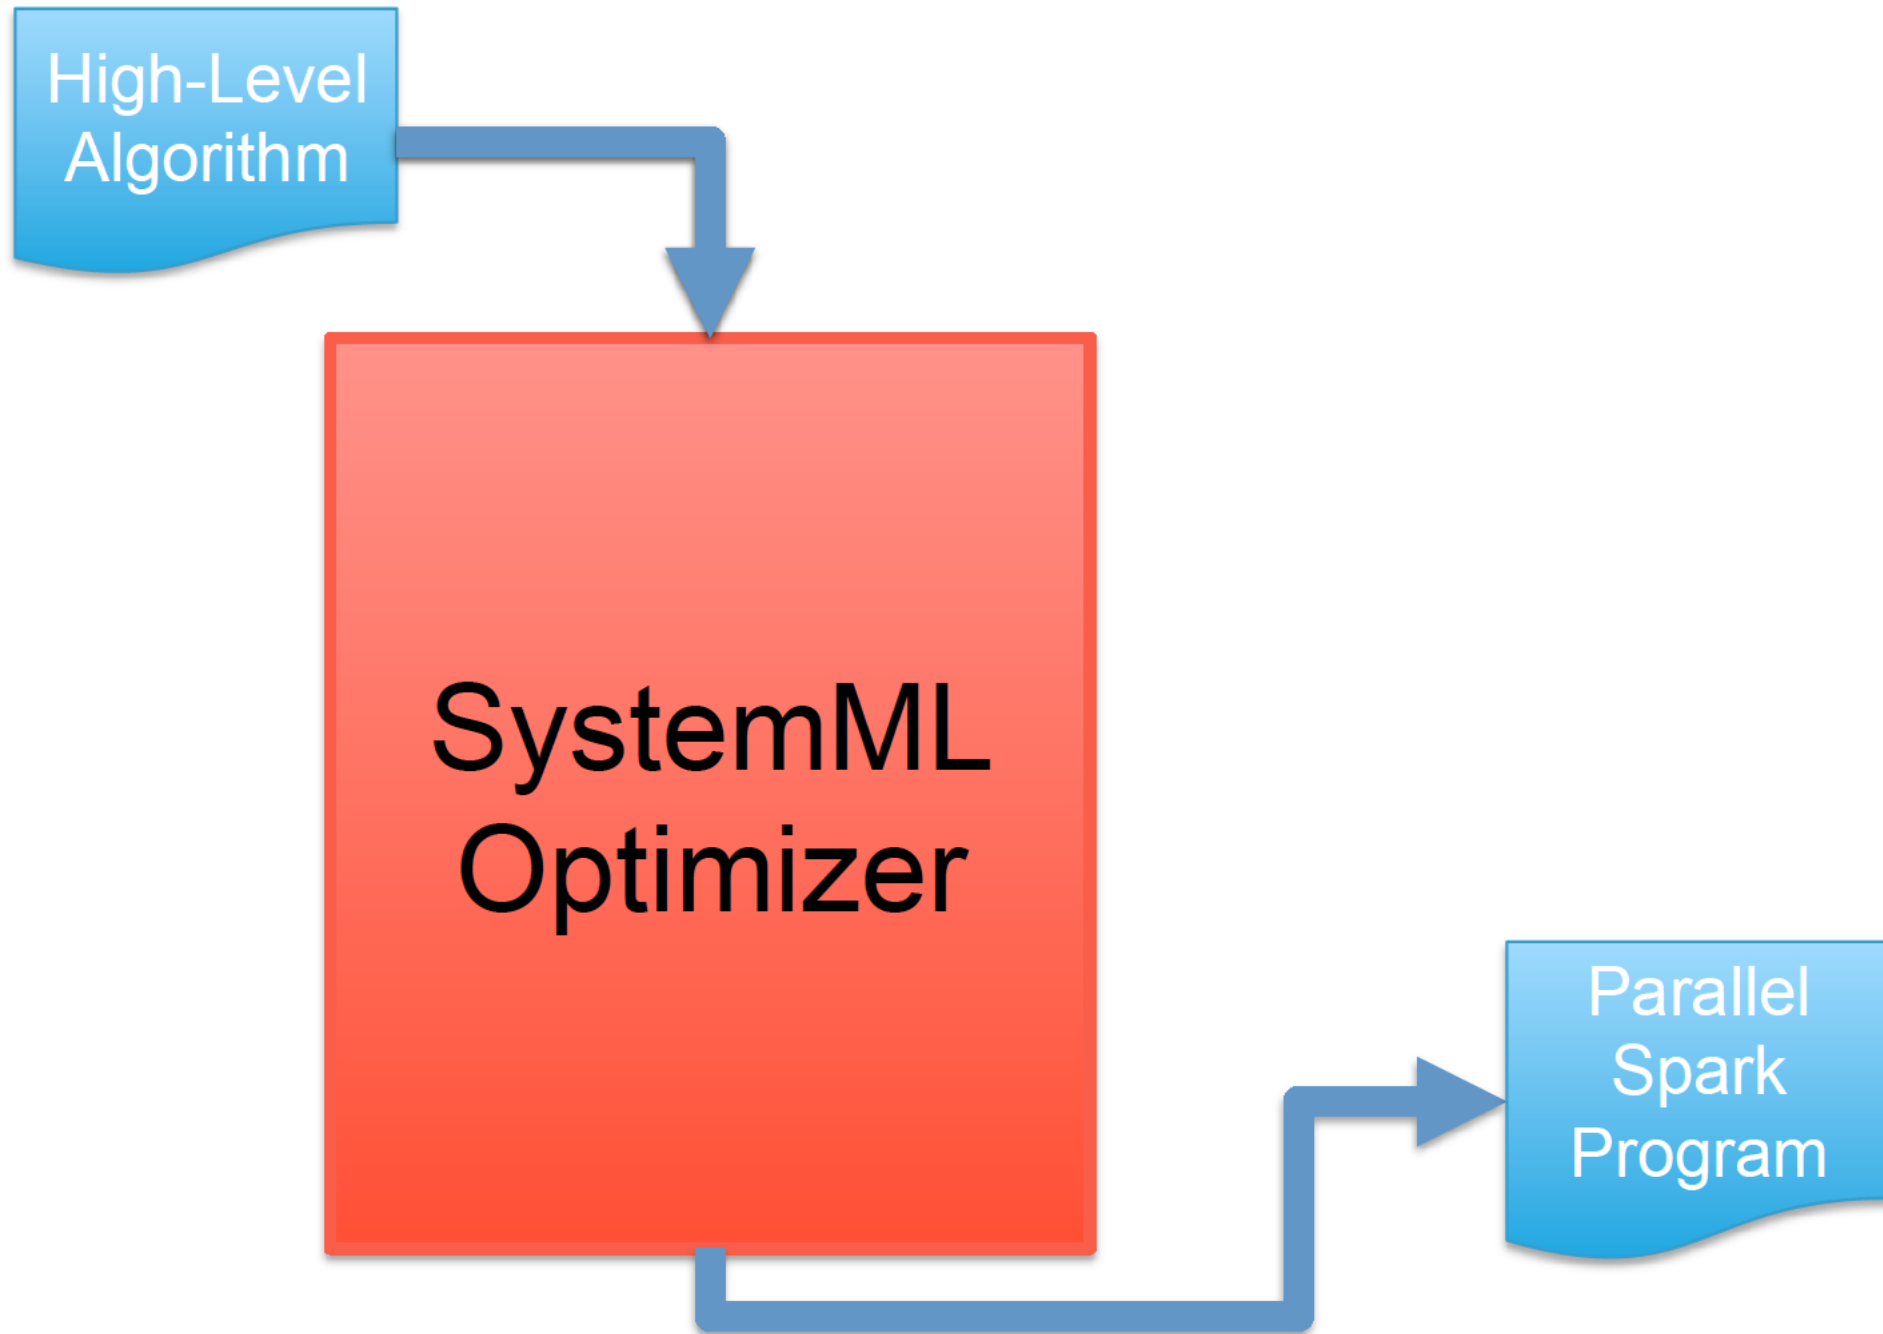 High-Level
Algorithm
SystemML
Optimizer
Parallel
Spark
Program